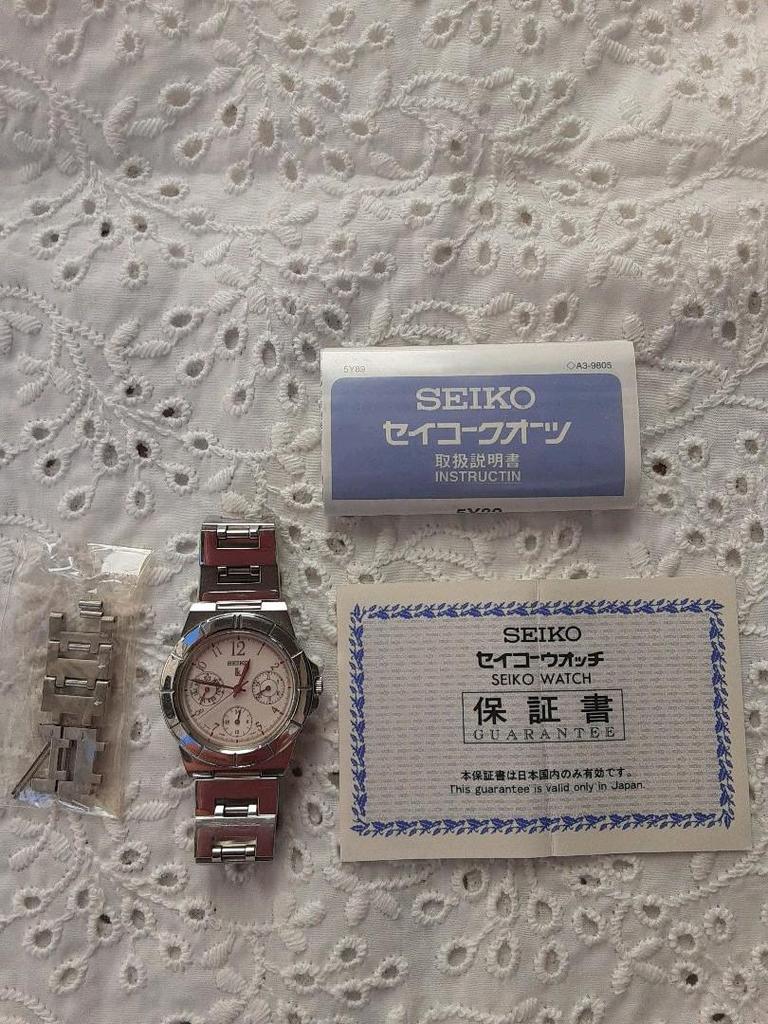 5Y89
◇A3-9805
SEIKO
セイコークオーツ
取扱説明書
INSTRUCTIN
5Y89
12
SEIKO
SEIKO
セイコーウオッチ
SEIKO WATCH
保証書
GUARANTEE
本保証書は日本国内のみ有効です。
This guarantee is valid only in Japan.